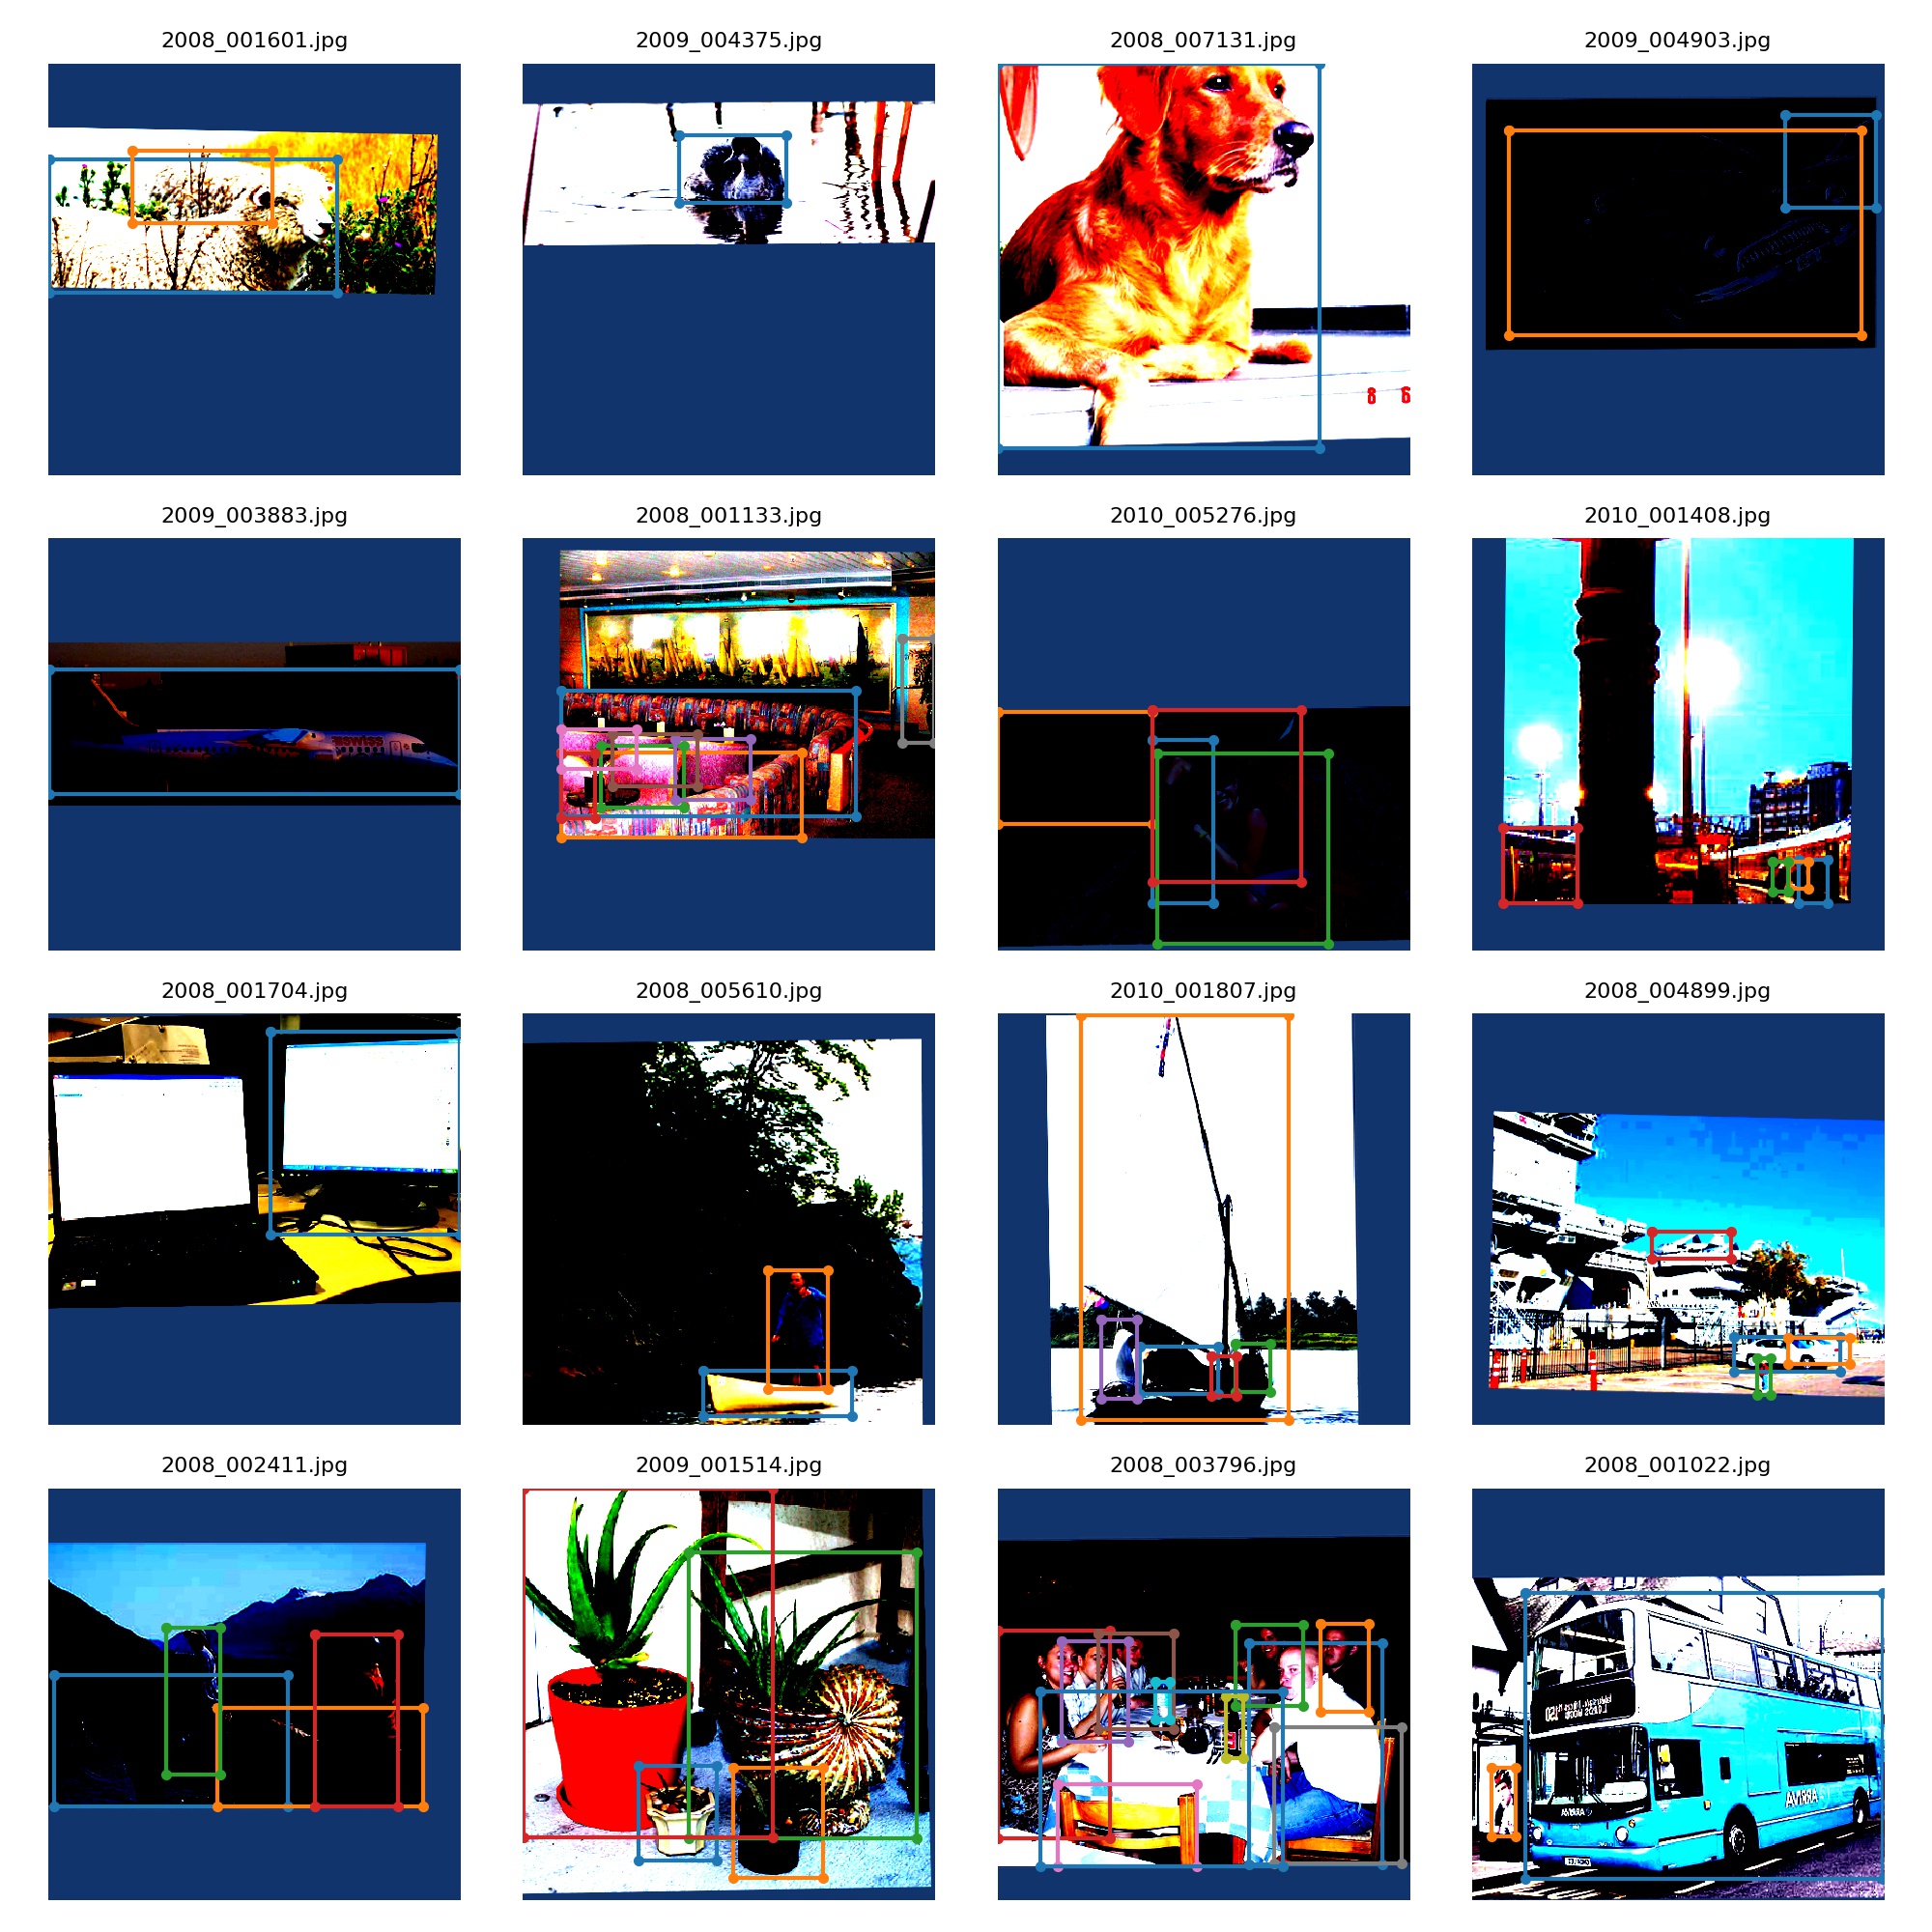 2008_001601.jpg
2009_004375.jpg
2008_007131.jpg
2009_004903.jpg
2009_003883.jpg
2008_001133.jpg
2010_005276.jpg
2010_001408.jpg
2008_001704.jpg
2008_005610.jpg
2010_001807.jpg
2008_004899.jpg
2008_002411.jpg
2009_001514.jpg
2008_003796.jpg
2008_001022.jpg
ARRIVA